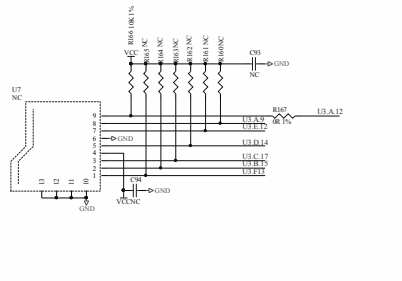 R166 10K 1%
R165 NC
R164 NC
R163NC
R162 NC
R161 NC
R160NC
VCC
C93
GND
NC
U7
NC
R167
U3.A.12
0R 1%
9
8
7
6
5
4
3
2
1
U3.A.9
U3.E.12
GND
U3.D.14
U3.C.17
U3.B.15
U3.F13
C94
GND
VCCNC
13
12
11
10
GND